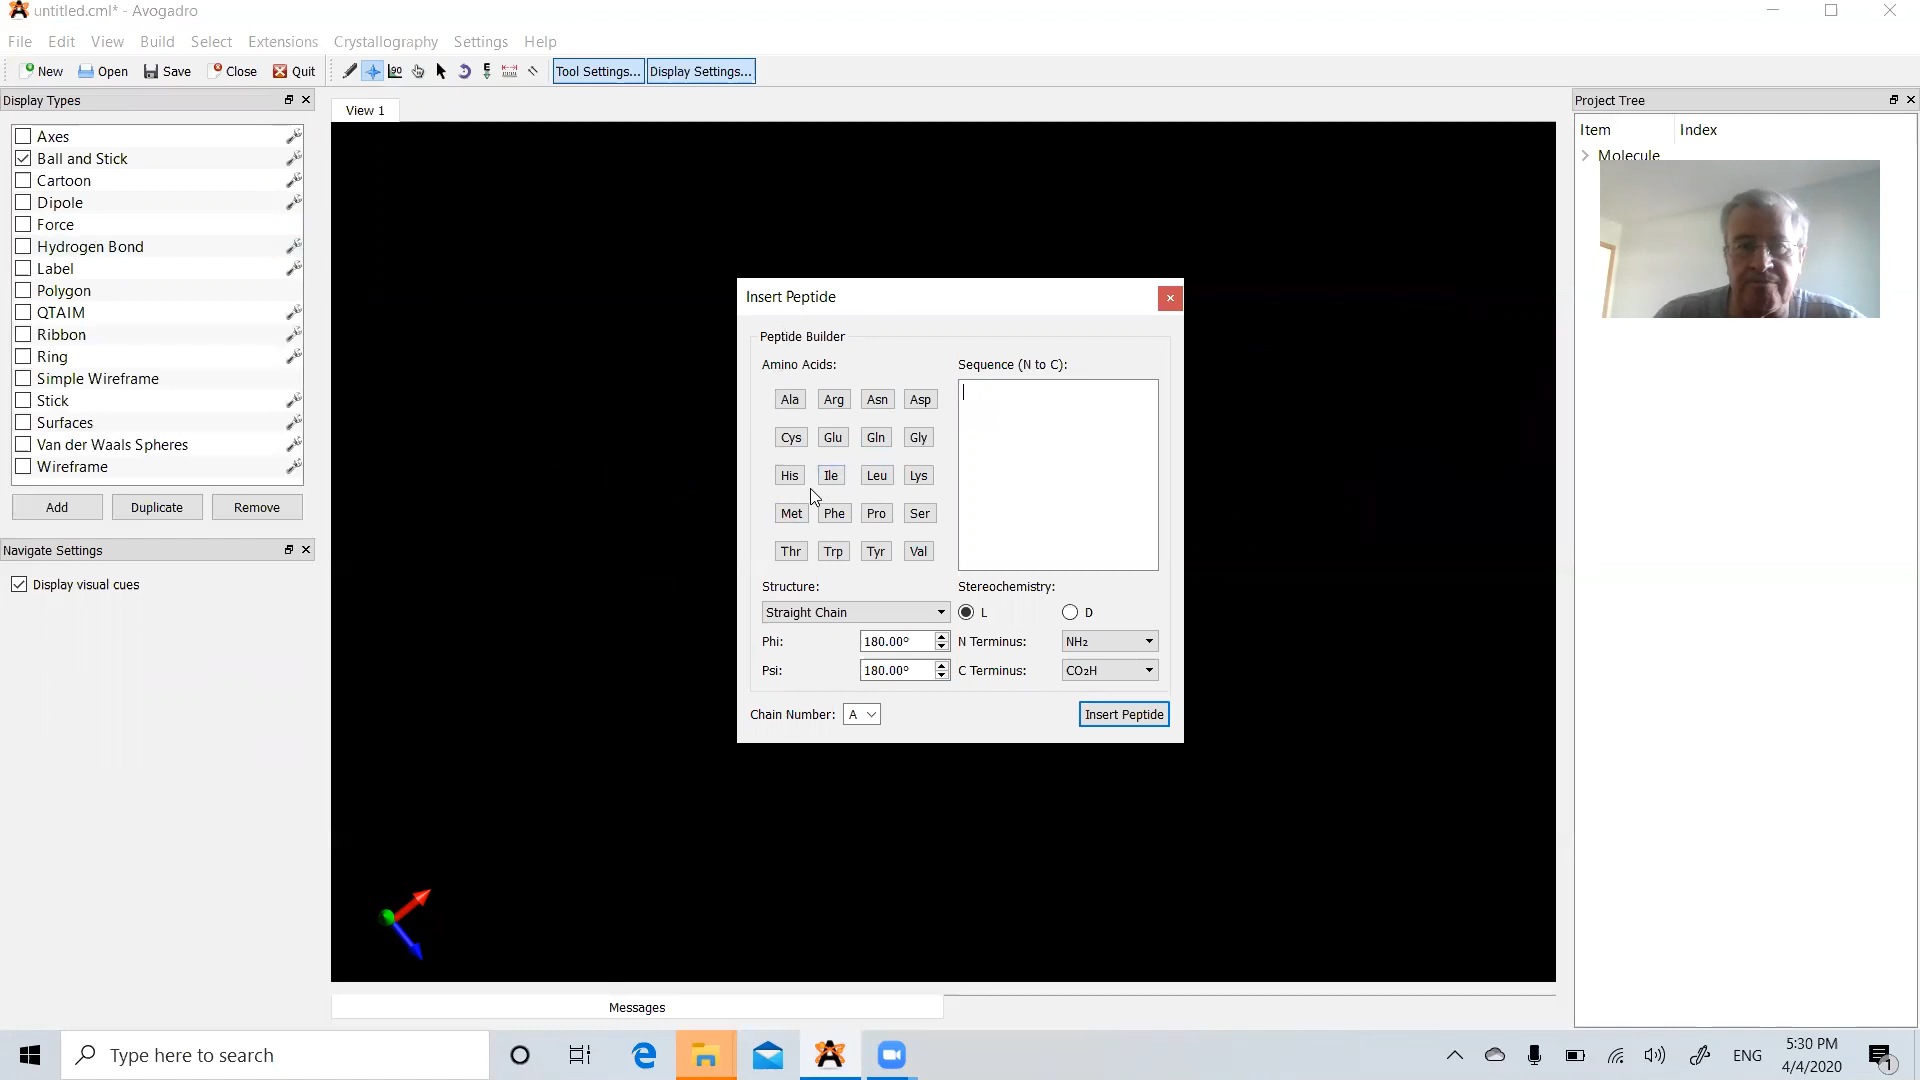 untitled.cml* - Avogadro
File Edit View Build Select Extensions Crystallography Settings Help
New Open Save Close Quit Tool Settings... Display Settings...
Display Types
Axes
Ball and Stick
Cartoon
Dipole
Force
Hydrogen Bond
Label
Polygon
QTAIM
Ribbon
Ring
Simple Wireframe
Stick
Surfaces
Van der Waals Spheres
Wireframe
Add Duplicate Remove
Navigate Settings
Display visual cues
View 1
Insert Peptide
Peptide Builder
Amino Acids: Sequence (N to C):
Ala Arg Asn Asp
Cys Glu Gln Gly
His Ile Leu Lys
Met Phe Pro Ser
Thr Trp Tyr Val
Structure: Stereochemistry:
Straight Chain L D
Phi: 180.00° N Terminus: NH₂
Psi: 180.00° C Terminus: CO₂H
Chain Number: A Insert Peptide
Messages
Project Tree
Item Index
Molecule
Type here to search
ENG
5:30 PM
4/4/2020
1